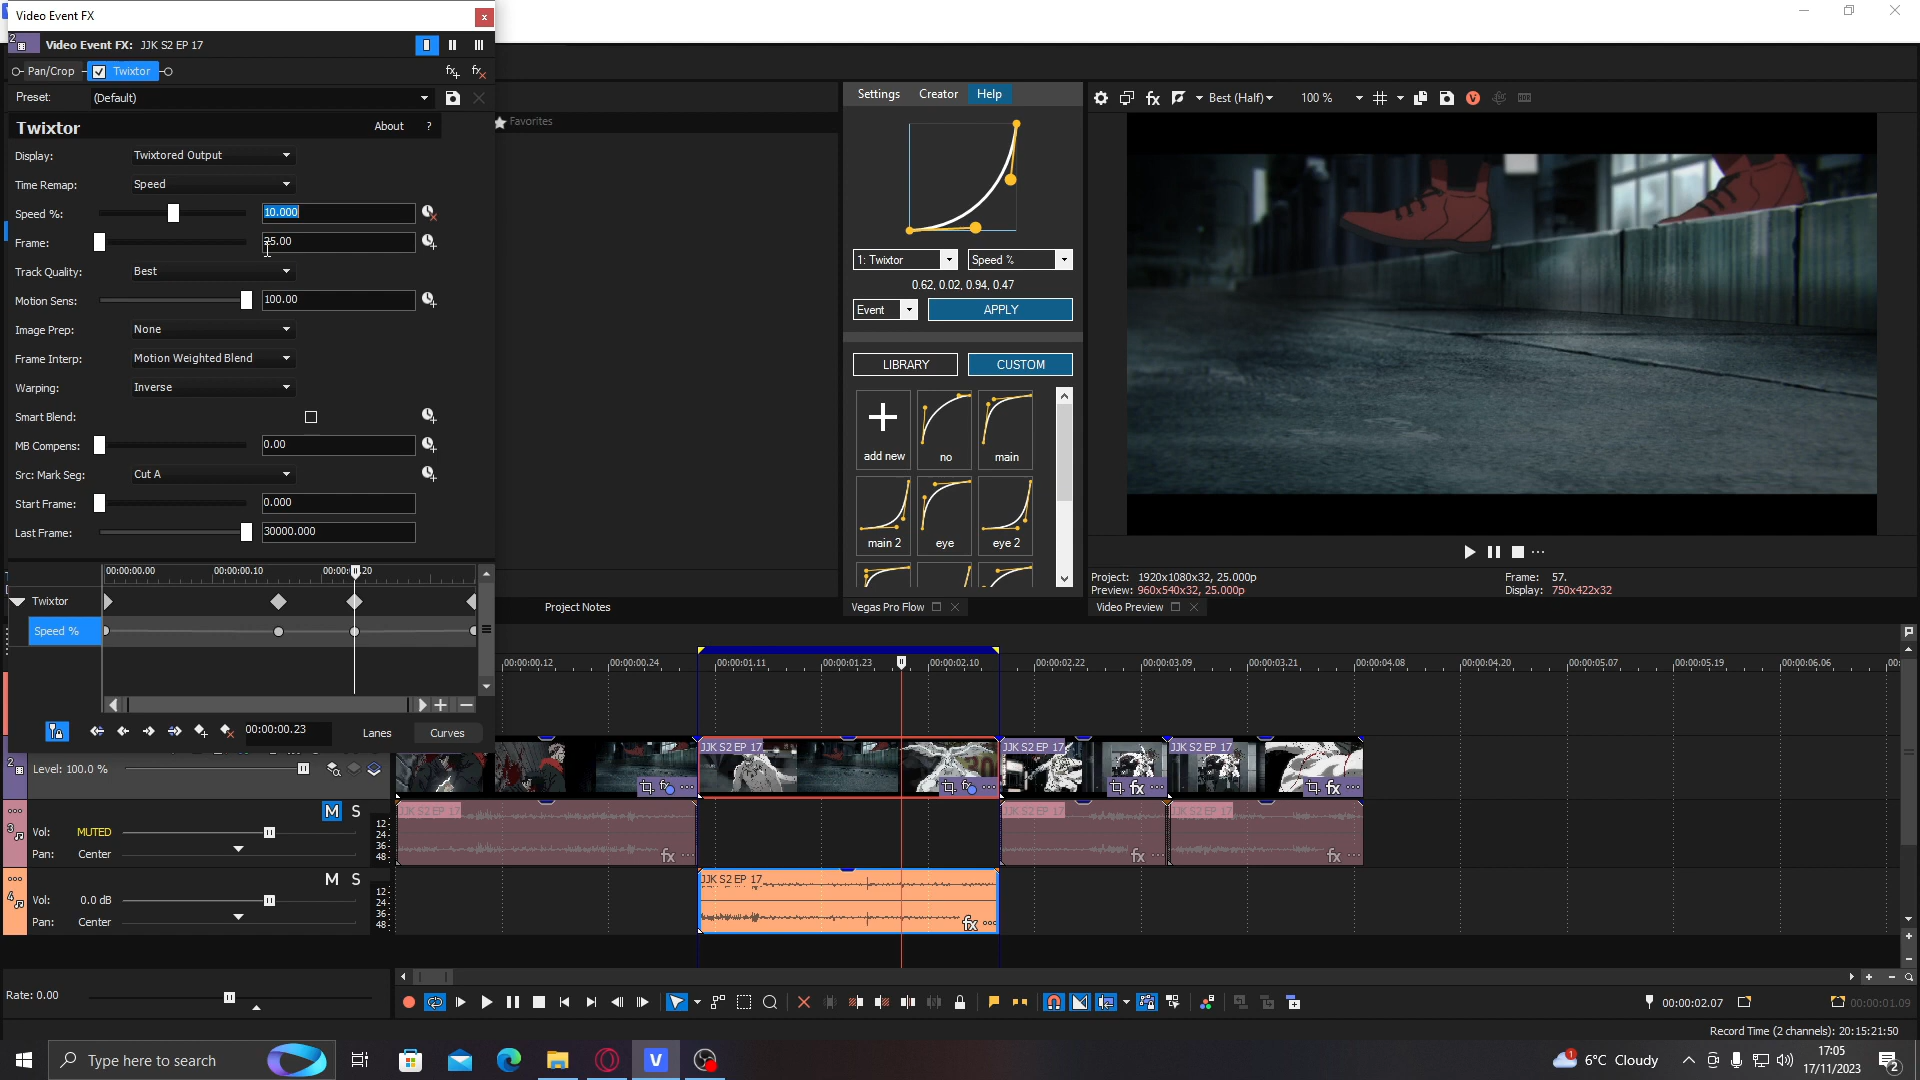 Video Event FX
Video Event FX: JJK S2 EP 17
Pan/Crop
Twixtor
Preset:
(Default)
Twixtor
About
?
Display:
Twixtored Output
Time Remap:
Speed
Speed %:
10.000
Frame:
25.00
Track Quality:
Best
Motion Sens:
100.00
Image Prep:
None
Frame Interp:
Motion Weighted Blend
Warping:
Inverse
Smart Blend:
MB Compens:
0.00
Src: Mark Seg:
Cut A
Start Frame:
0.000
Last Frame:
30000.000
00:00:00.00
00:00:00.10
Twixtor
Speed %
00:00:00.23
Lanes
Curves
Favorites
Project Notes
Settings
Creator
Help
1: Twixtor
Speed %
0.62, 0.02, 0.94, 0.47
Event
APPLY
LIBRARY
CUSTOM
add new
no
main
main 2
eye
eye 2
Vegas Pro Flow
Best (Half)
100 %
Project: 1920x1080x32, 25.000p
Preview: 960x540x32, 25.000p
Frame: 57.
Display: 750x422x32
Video Preview
00:00:00.12
00:00:00.24
00:00:01.11
00:00:01.23
00:00:02.10
00:00:02.22
00:00:03.09
00:00:03.21
00:00:04.08
00:00:04.20
00:00:05.07
00:00:05.19
00:00:06.06
2
Level: 100.0 %
JJK S2 EP 17
JJK S2 EP 17
JJK S2 EP 17
3
M
S
Vol:
MUTED
Pan:
Center
12
24
36
48
JJK S2 EP 17
JJK S2 EP 17
JJK S2 EP 17
4
M
S
Vol:
0.0 dB
Pan:
Center
12
24
36
48
JJK S2 EP 17
Rate: 0.00
00:00:02.07
00:00:01.09
Record Time (2 channels): 20:15:21:50
Type here to search
6°C Cloudy
17:05
17/11/2023